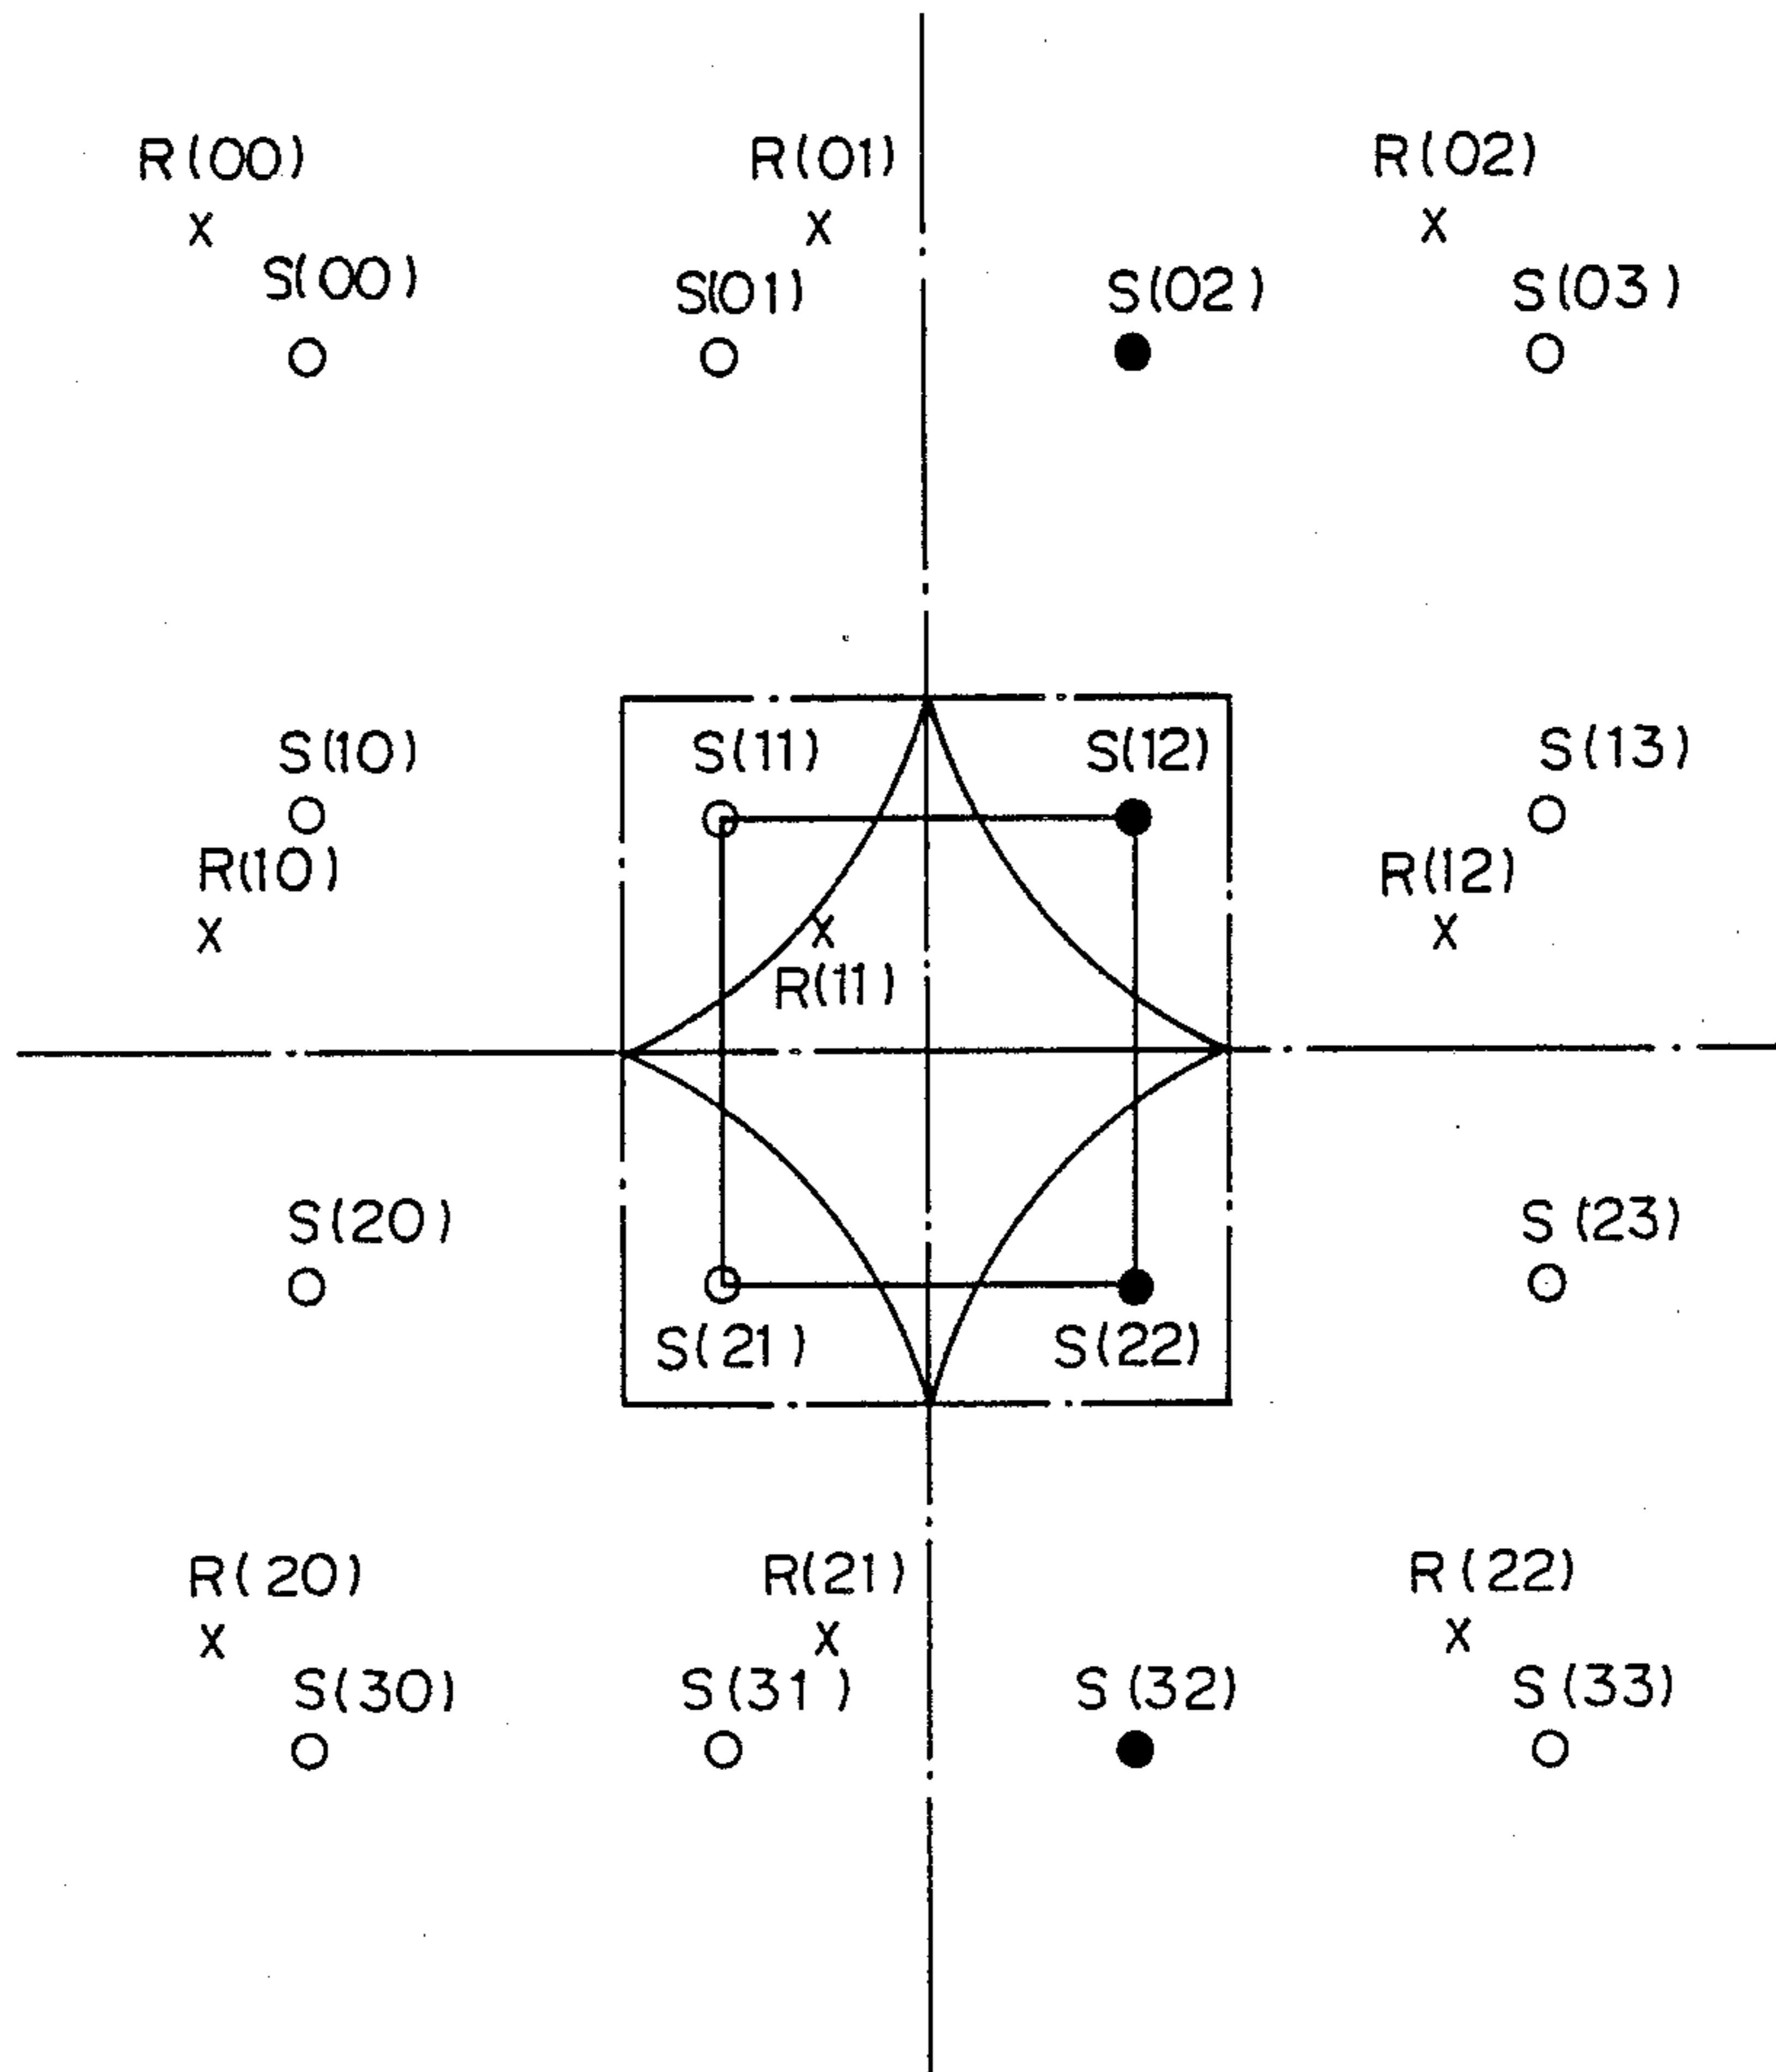 R(00) R(01) R(02)
S(00) S(01) S(02) S(03)
S(10) S(11) S(12) S(13)
R(10) R(12)
R(11)
S(20) S(23)
S(21) S(22)
R(20) R(21) R(22)
S(30) S(31) S(32) S(33)